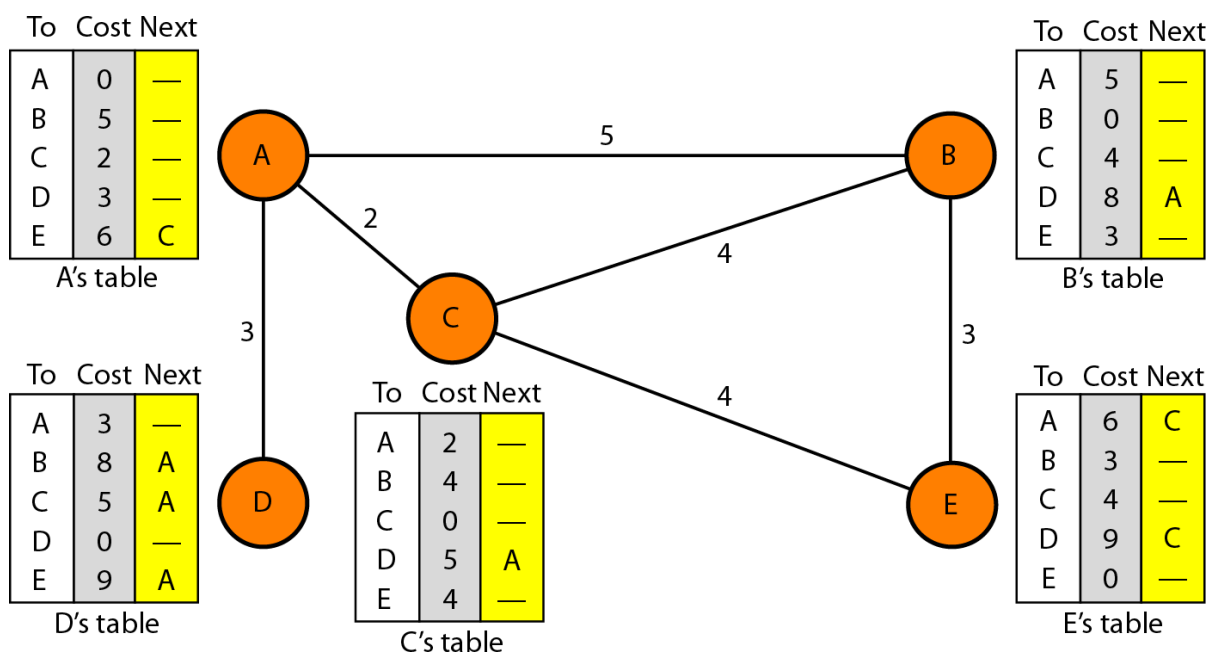 To Cost Next
A 0 —
B 5 —
C 2 —
D 3 —
E 6 C
A's table
To Cost Next
A 5 —
B 0 —
C 4 —
D 8 A
E 3 —
B's table
A
5
B
2
4
C
3
3
4
D
E
To Cost Next
A 3 —
B 8 A
C 5 A
D 0 —
E 9 A
D's table
To Cost Next
A 2 —
B 4 —
C 0 —
D 5 A
E 4 —
C's table
To Cost Next
A 6 C
B 3 —
C 4 —
D 9 C
E 0 —
E's table